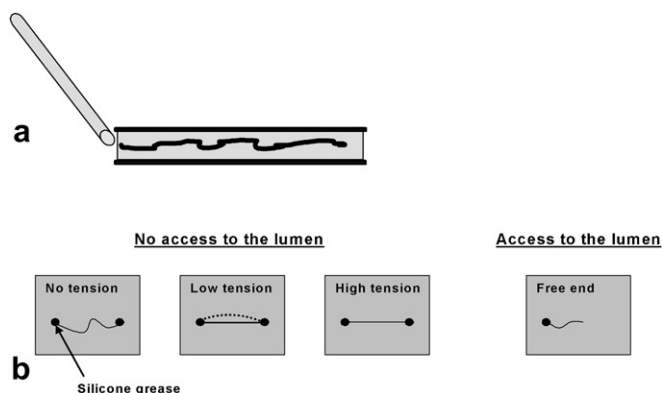 a
No access to the lumen
Access to the lumen
No tension
Low tension
High tension
Free end
b
Silicone grease